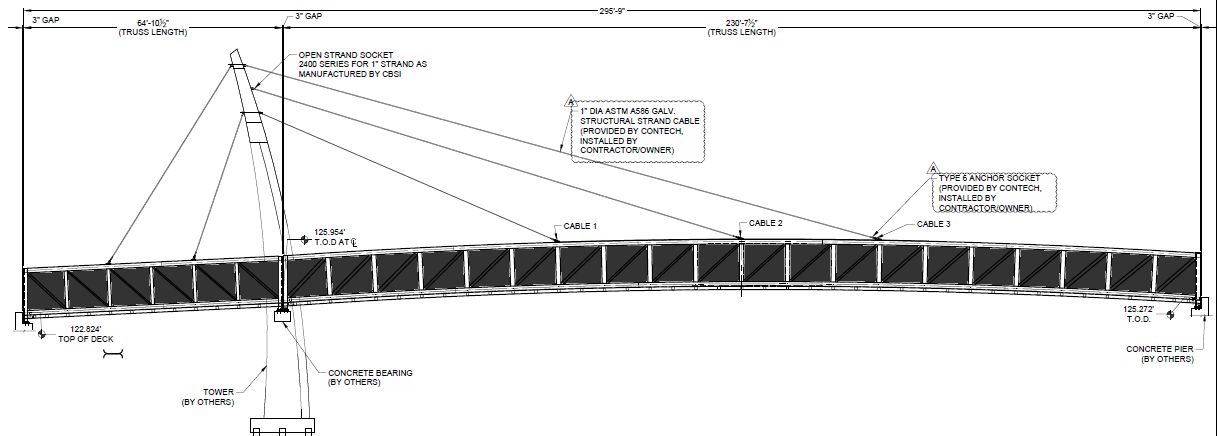 295'-9"
3" GAP
64'-10½"
(TRUSS LENGTH)
3" GAP
230'-7½"
(TRUSS LENGTH)
3" GAP
OPEN STRAND SOCKET
2400 SERIES FOR 1" STRAND AS
MANUFACTURED BY CBSI
A
1" DIA ASTM A586 GALV.
STRUCTURAL STRAND CABLE
(PROVIDED BY CONTECH,
INSTALLED BY
CONTRACTOR/OWNER)
A
TYPE 6 ANCHOR SOCKET
(PROVIDED BY CONTECH,
INSTALLED BY
CONTRACTOR/OWNER)
CABLE 1
CABLE 2
CABLE 3
125.954'
T.O.D AT ℄
122.824'
TOP OF DECK
125.272'
T.O.D.
CONCRETE PIER
(BY OTHERS)
CONCRETE BEARING
(BY OTHERS)
TOWER
(BY OTHERS)